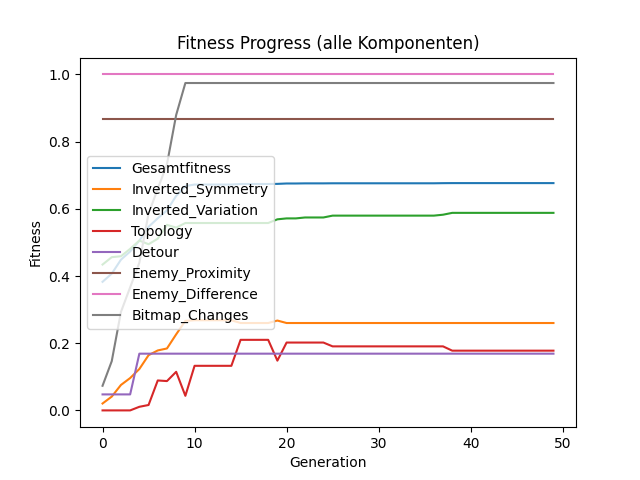 Fitness Progress (alle Komponenten)
1.0
0.8
0.6
0.4
0.2
0.0
Fitness
Gesamtfitness
Inverted_Symmetry
Inverted_Variation
Topology
Detour
Enemy_Proximity
Enemy_Difference
Bitmap_Changes
0 10 20 30 40 50
Generation